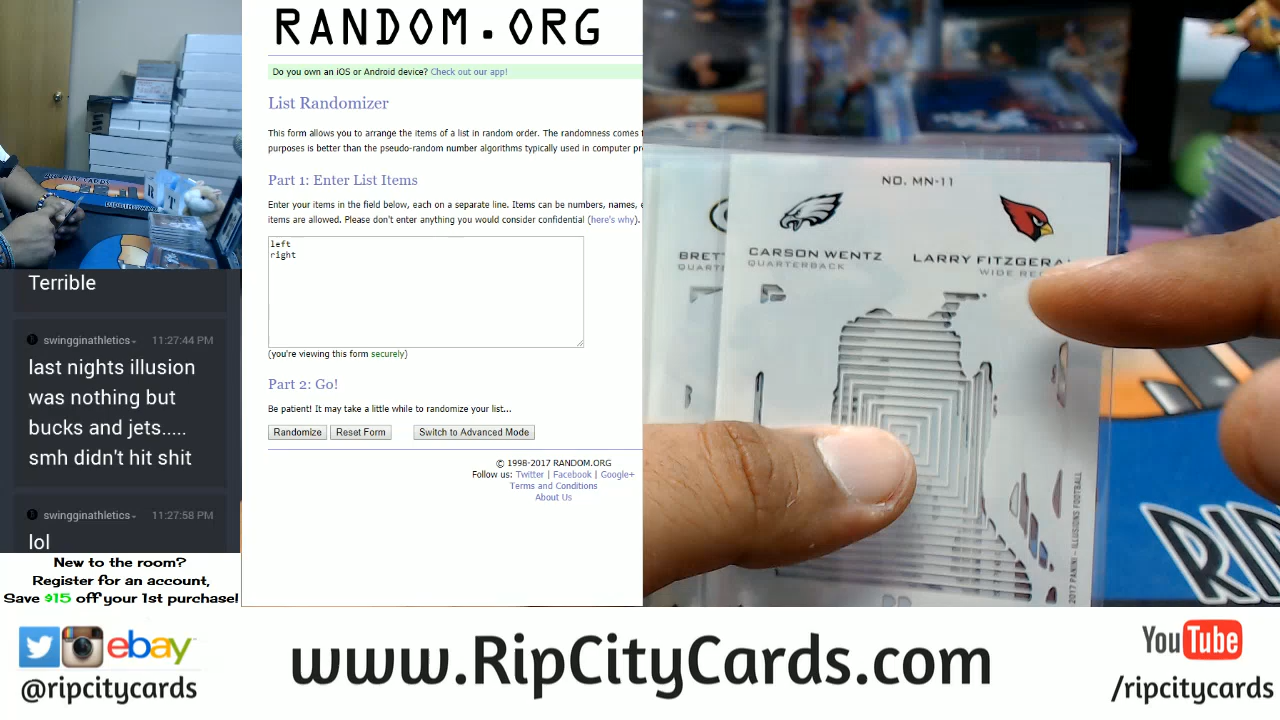 RANDOM.ORG
Do you own an iOS or Android device? Check out our app!
List Randomizer
This form allows you to arrange the items of a list in random order. The randomness comes
purposes is better than the pseudo-random number algorithms typically used in computer
Part 1: Enter List Items
Enter your items in the field below, each on a separate line. Items can be numbers, names,
items are allowed. Please don't enter anything you would consider confidential (here's why).
left
right
(you're viewing this form securely)
Part 2: Go!
Be patient! It may take a little while to randomize your list...
Randomize Reset Form Switch to Advanced Mode
© 1998-2017 RANDOM.ORG
Follow us: Twitter | Facebook | Google+
Terms and Conditions
About Us
Terrible
swingginathletics 11:27:44 PM
last nights illusion
was nothing but
bucks and jets.....
smh didn't hit shit
swingginathletics 11:27:58 PM
lol
New to the room?
Register for an account,
Save $15 off your 1st purchase!
NO. MN-11
BRET
CARSON WENTZ
QUARTERBACK
LARRY FITZGERA
WIDE RE
QUART
2017 PANINI - ILLUSIONS FOOTBALL
RIP
ebay
@ripcitycards
www.RipCityCards.com
YouTube
/ripcitycards